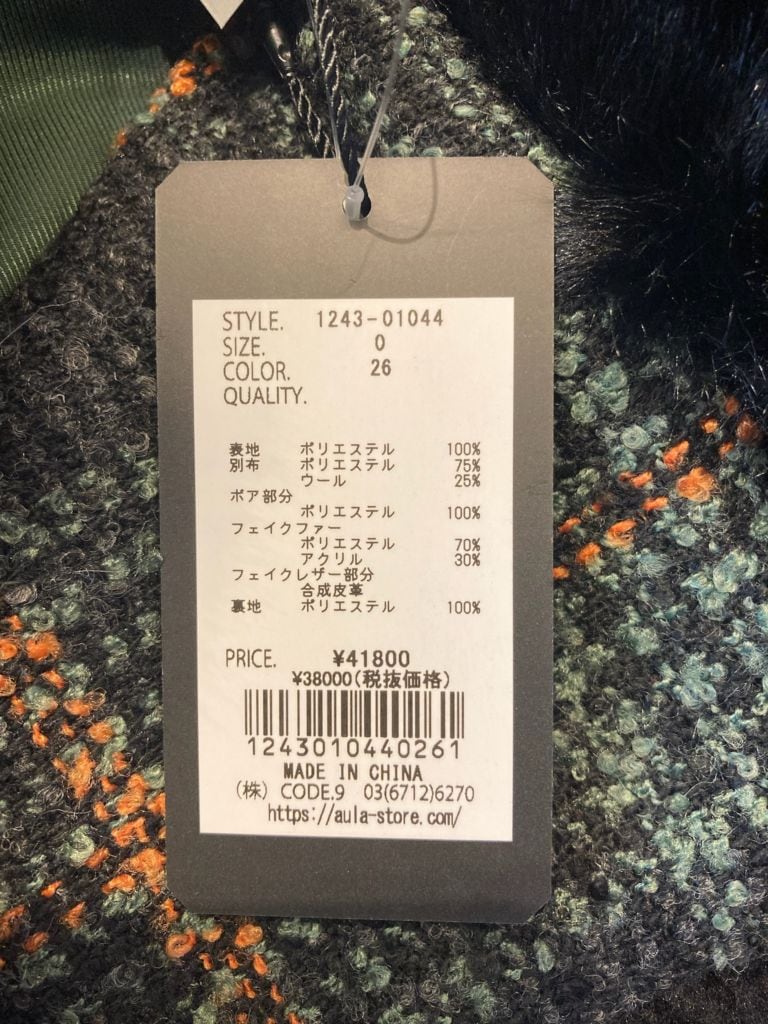 STYLE. 1243-01044
SIZE. 0
COLOR. 26
QUALITY.
表地 ポリエステル 100%
別布 ポリエステル 75%
ウール 25%
ボア部分
ポリエステル 100%
フェイクファー
ポリエステル 70%
アクリル 30%
フェイクレザー部分
合成皮革
裏地 ポリエステル 100%
PRICE. ¥41800
¥38000(税抜価格)
1243010440261
MADE IN CHINA
(株) CODE.9 03(6712)6270
https://aula-store.com/